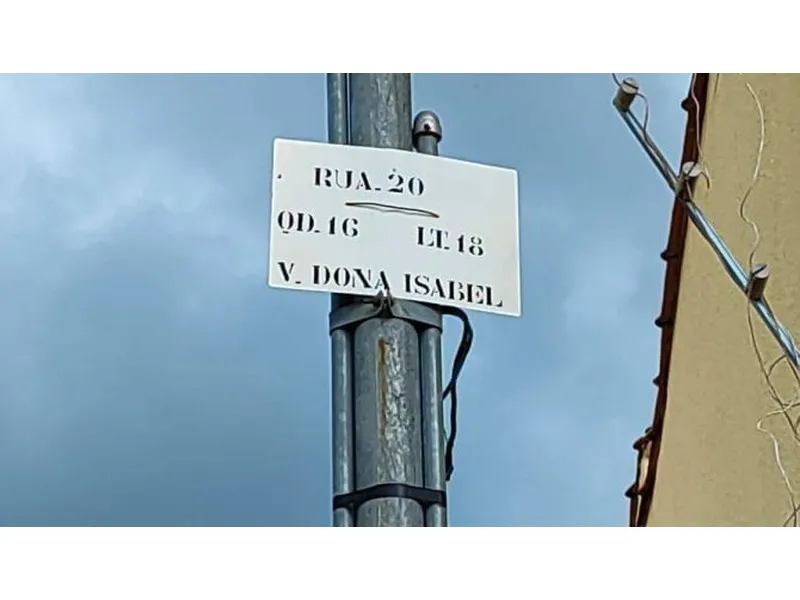 RUA. 20
QD. 16 LT. 18
V. DONA ISABEL